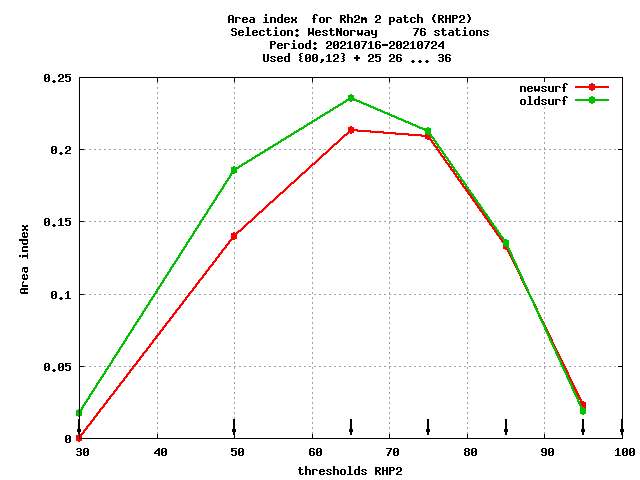 Area index  for Rh2m 2 patch (RHP2)
Selection: WestNorway     76 stations
Period: 20210716-20210724
Used {00,12} + 25 26 ... 36
newsurf
oldsurf
0.25
0.2
0.15
0.1
0.05
0
Area index
30 40 50 60 70 80 90 100
thresholds RHP2